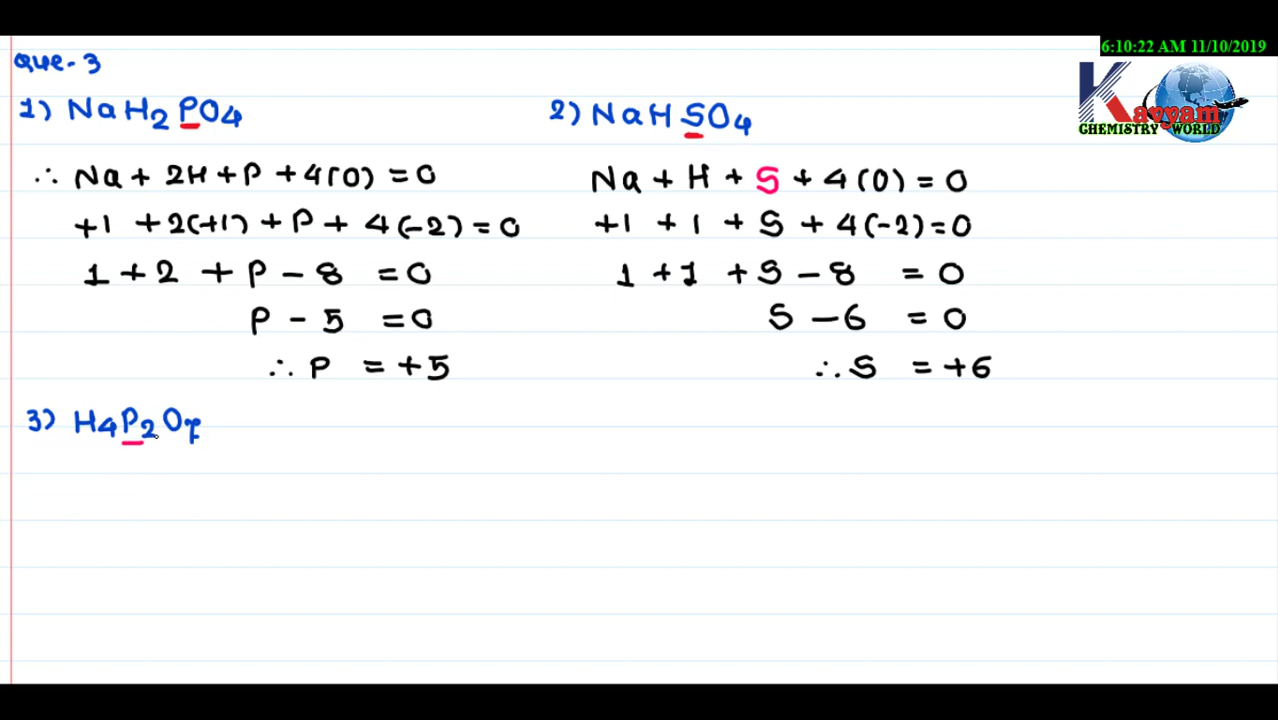 6:10:22 AM 11/10/2019
Que-3
Kavyam
CHEMISTRY WORLD
1) NaH2PO4
∴ Na + 2H + P + 4(O) = 0
+1 + 2(+1) + P + 4(-2) = 0
1 + 2 + P - 8 = 0
P - 5 = 0
∴ P = +5
2) NaHSO4
Na + H + S + 4(O) = 0
+1 + 1 + S + 4(-2) = 0
1 + 1 + S - 8 = 0
S - 6 = 0
∴ S = +6
3) H4P2O7